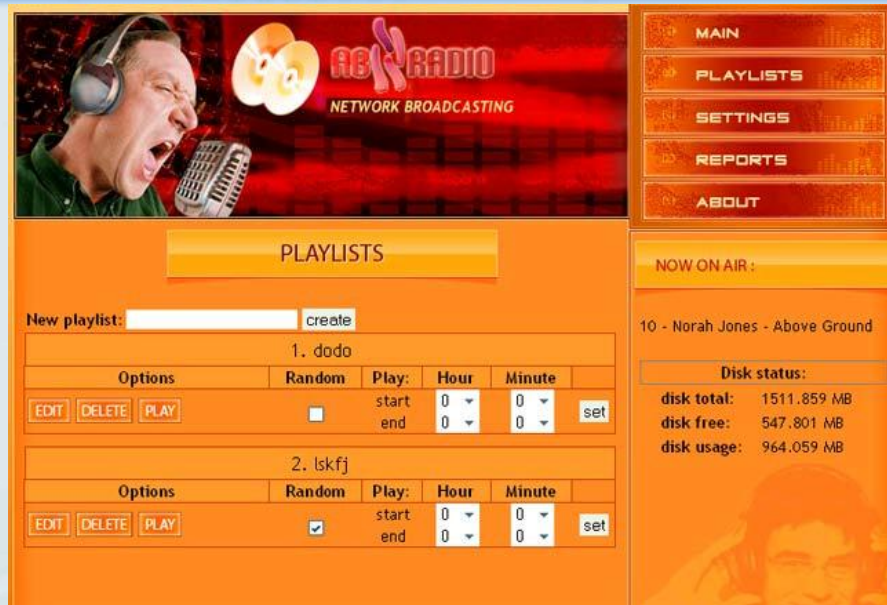 AB RADIO
NETWORK BROADCASTING
MAIN
PLAYLISTS
SETTINGS
REPORTS
ABOUT
PLAYLISTS
New playlist: create
1. dodo
Options Random Play: Hour Minute
EDIT DELETE PLAY start 0 0 set
end 0 0
2. lskfj
Options Random Play: Hour Minute
EDIT DELETE PLAY start 0 0 set
end 0 0
NOW ON AIR :
10 - Norah Jones - Above Ground
Disk status:
disk total: 1511.859 MB
disk free: 547.801 MB
disk usage: 964.059 MB